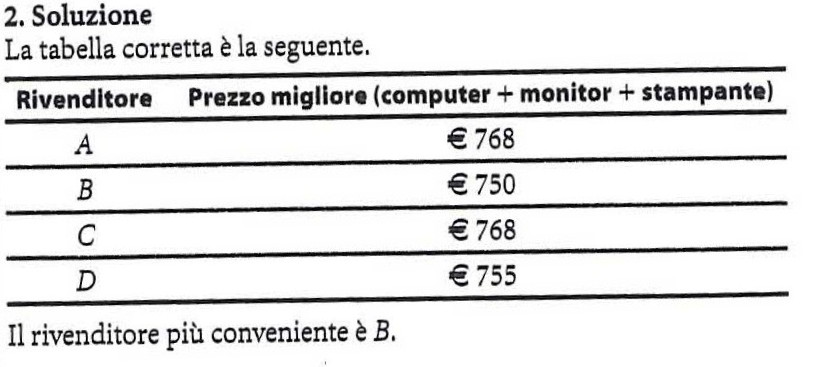 2. Soluzione
La tabella corretta è la seguente.
Rivenditore Prezzo migliore (computer + monitor + stampante)
A € 768
B € 750
C € 768
D € 755
Il rivenditore più conveniente è B.